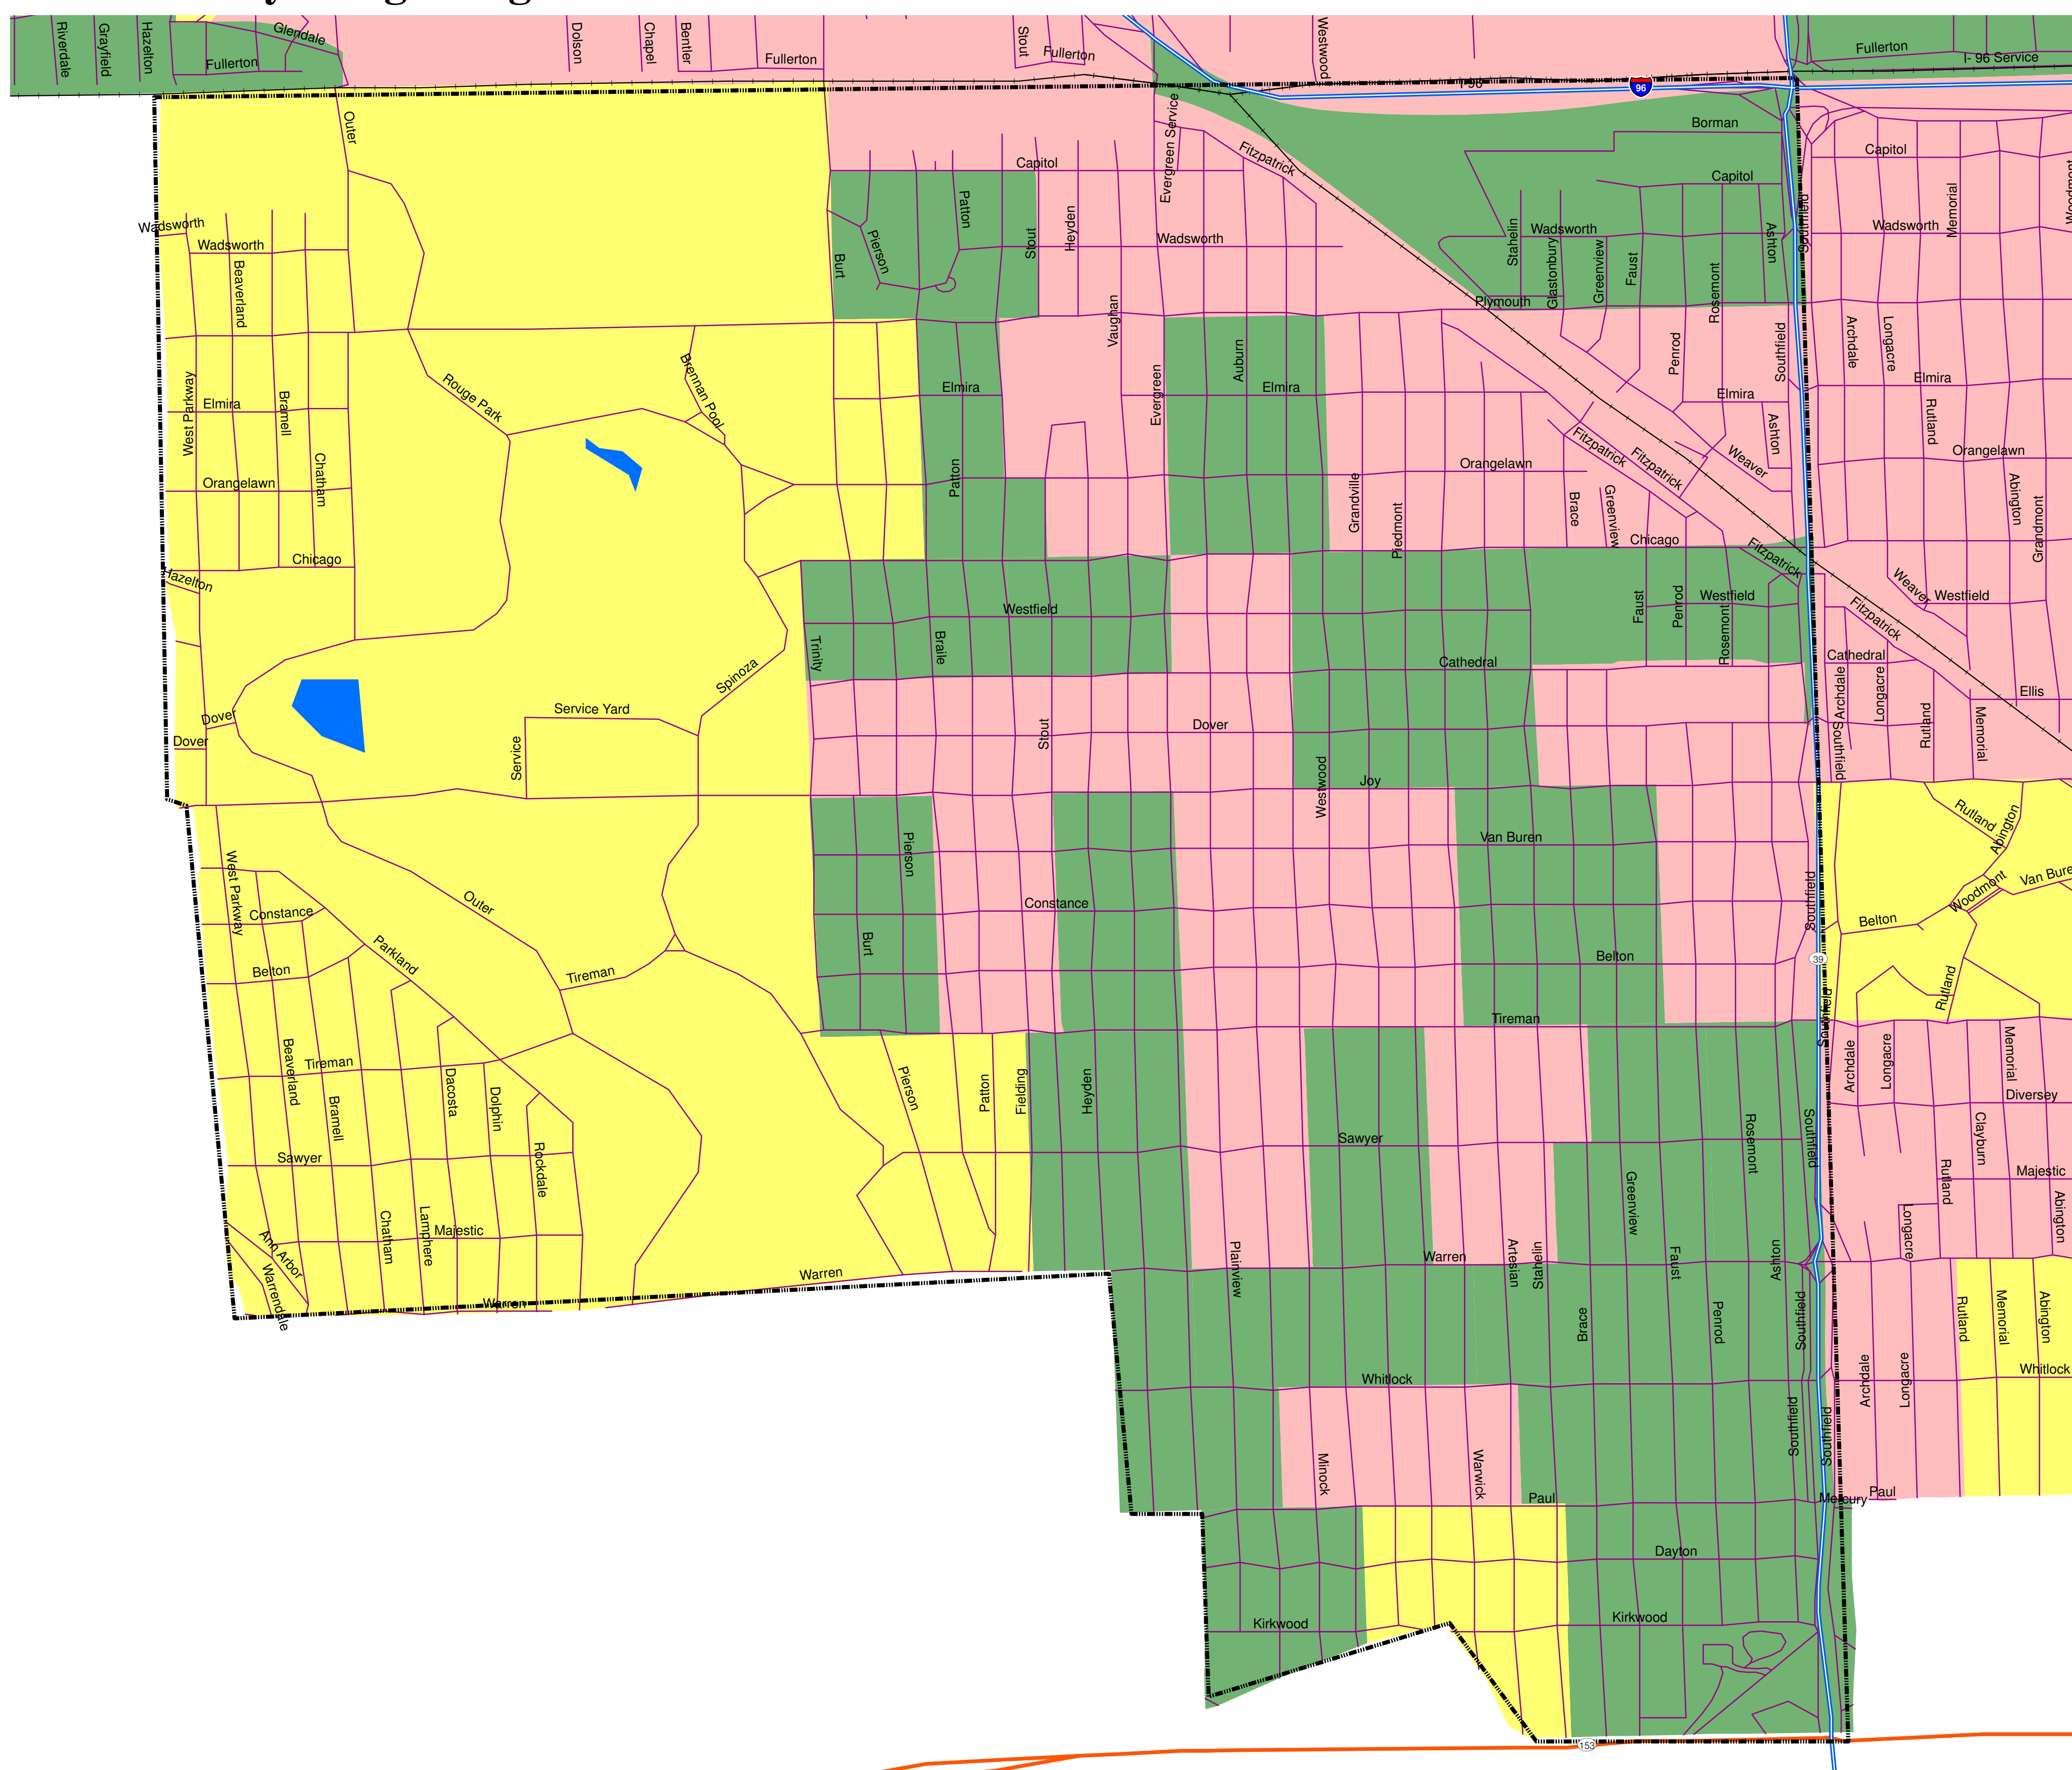 Riverdale
Grayfield
Hazelton
Glendale
Fullerton
Dolson
Chapel
Bentler
Fullerton
Stout
Fullerton
Westwood
Fullerton
I- 96 Service
I-96
96
Outer
Evergreen Service
Fitzpatrick
Borman
Capitol
Capitol
Capitol
Wadsworth
Wadsworth
Beaverland
Burt
Pierson
Patton
Stout
Heyden
Wadsworth
Stahelin
Wadsworth
Glastonbury
Greenview
Faust
Rosemont
Ashton
Southfield
Wadsworth
Memorial
Woodmont
Plymouth
Vaughan
West Parkway
Elmira
Bramell
Chatham
Orangelawn
Rouge Park
Brennan Pool
Elmira
Patton
Evergreen
Auburn
Elmira
Grandville
Piedmont
Orangelawn
Fitzpatrick
Fitzpatrick
Penrod
Elmira
Southfield
Ashton
Weaver
Archdale
Longacre
Elmira
Rutland
Orangelawn
Abington
Grandmont
Brace
Greenview
Chicago
Chicago
Hazelton
Fitzpatrick
Westfield
Faust
Penrod
Westfield
Rosemont
Weaver
Westfield
Fitzpatrick
Trinity
Braile
Spinoza
Cathedral
Cathedral
Archdale
Longacre
Ellis
Dover
Dover
Service Yard
Service
Stout
Dover
Westwood
Joy
Southfield
Rutland
Memorial
West Parkway
Constance
Belton
Parkland
Outer
Tireman
Pierson
Burt
Constance
Van Buren
Belton
Southfield
39
Rutland
Abington
Woodmont
Van Bure
Belton
Rutland
Tireman
Southfield
Beaverland
Tireman
Bramell
Dacosta
Dolphin
Rockdale
Sawyer
Chatham
Lamphere
Majestic
Ann Arbor
Warrendale
Warren
Warren
Pierson
Patton
Fielding
Heyden
Sawyer
Plainview
Warren
Artesian
Stahelin
Greenview
Faust
Rosemont
Ashton
Southfield
Archdale
Longacre
Memorial
Diversey
Clayburn
Rutland
Majestic
Longacre
Abington
Brace
Penrod
Southfield
Rutland
Memorial
Abington
Whitlock
Whitlock
Archdale
Longacre
Minock
Warwick
Southfield
Southfield
Paul
Mercury
Paul
Dayton
Kirkwood
Kirkwood
153